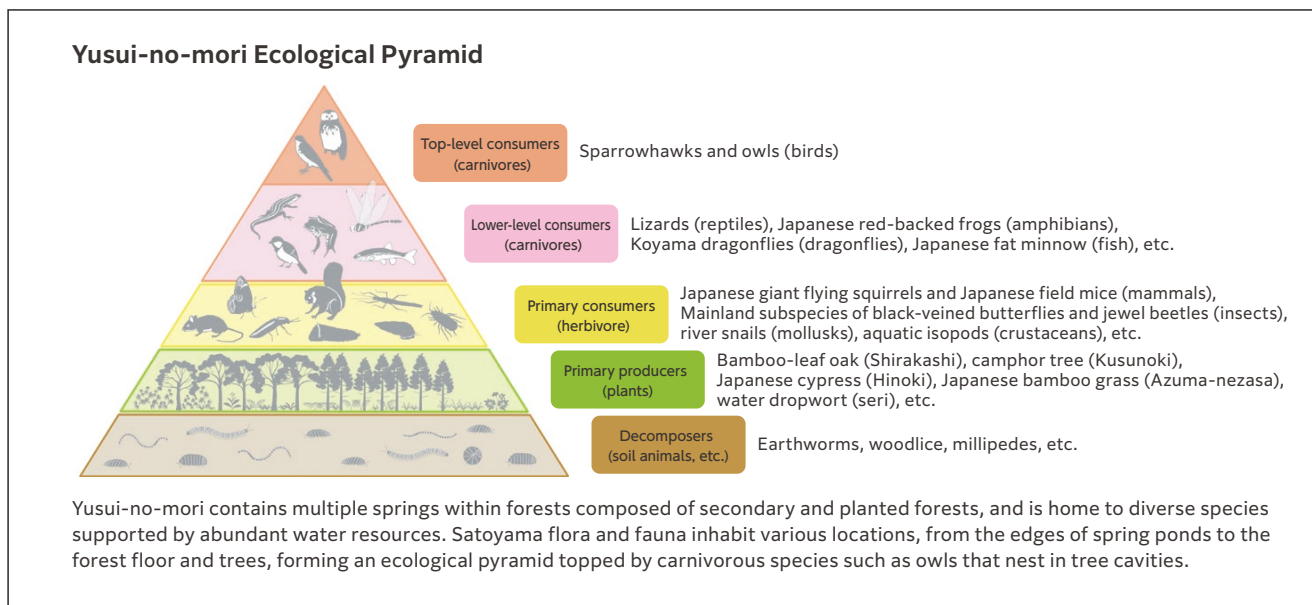 Yusui-no-mori Ecological Pyramid
Top-level consumers
(carnivores)
Sparrowhawks and owls (birds)
Lower-level consumers
(carnivores)
Lizards (reptiles), Japanese red-backed frogs (amphibians),
Koyama dragonflies (dragonflies), Japanese fat minnow (fish), etc.
Primary consumers
(herbivore)
Japanese giant flying squirrels and Japanese field mice (mammals),
Mainland subspecies of black-veined butterflies and jewel beetles (insects),
river snails (mollusks), aquatic isopods (crustaceans), etc.
Primary producers
(plants)
Bamboo-leaf oak (Shirakashi), camphor tree (Kusunoki),
Japanese cypress (Hinoki), Japanese bamboo grass (Azuma-nezasa),
water dropwort (seri), etc.
Decomposers
(soil animals, etc.)
Earthworms, woodlice, millipedes, etc.
Yusui-no-mori contains multiple springs within forests composed of secondary and planted forests, and is home to diverse species
supported by abundant water resources. Satoyama flora and fauna inhabit various locations, from the edges of spring ponds to the
forest floor and trees, forming an ecological pyramid topped by carnivorous species such as owls that nest in tree cavities.